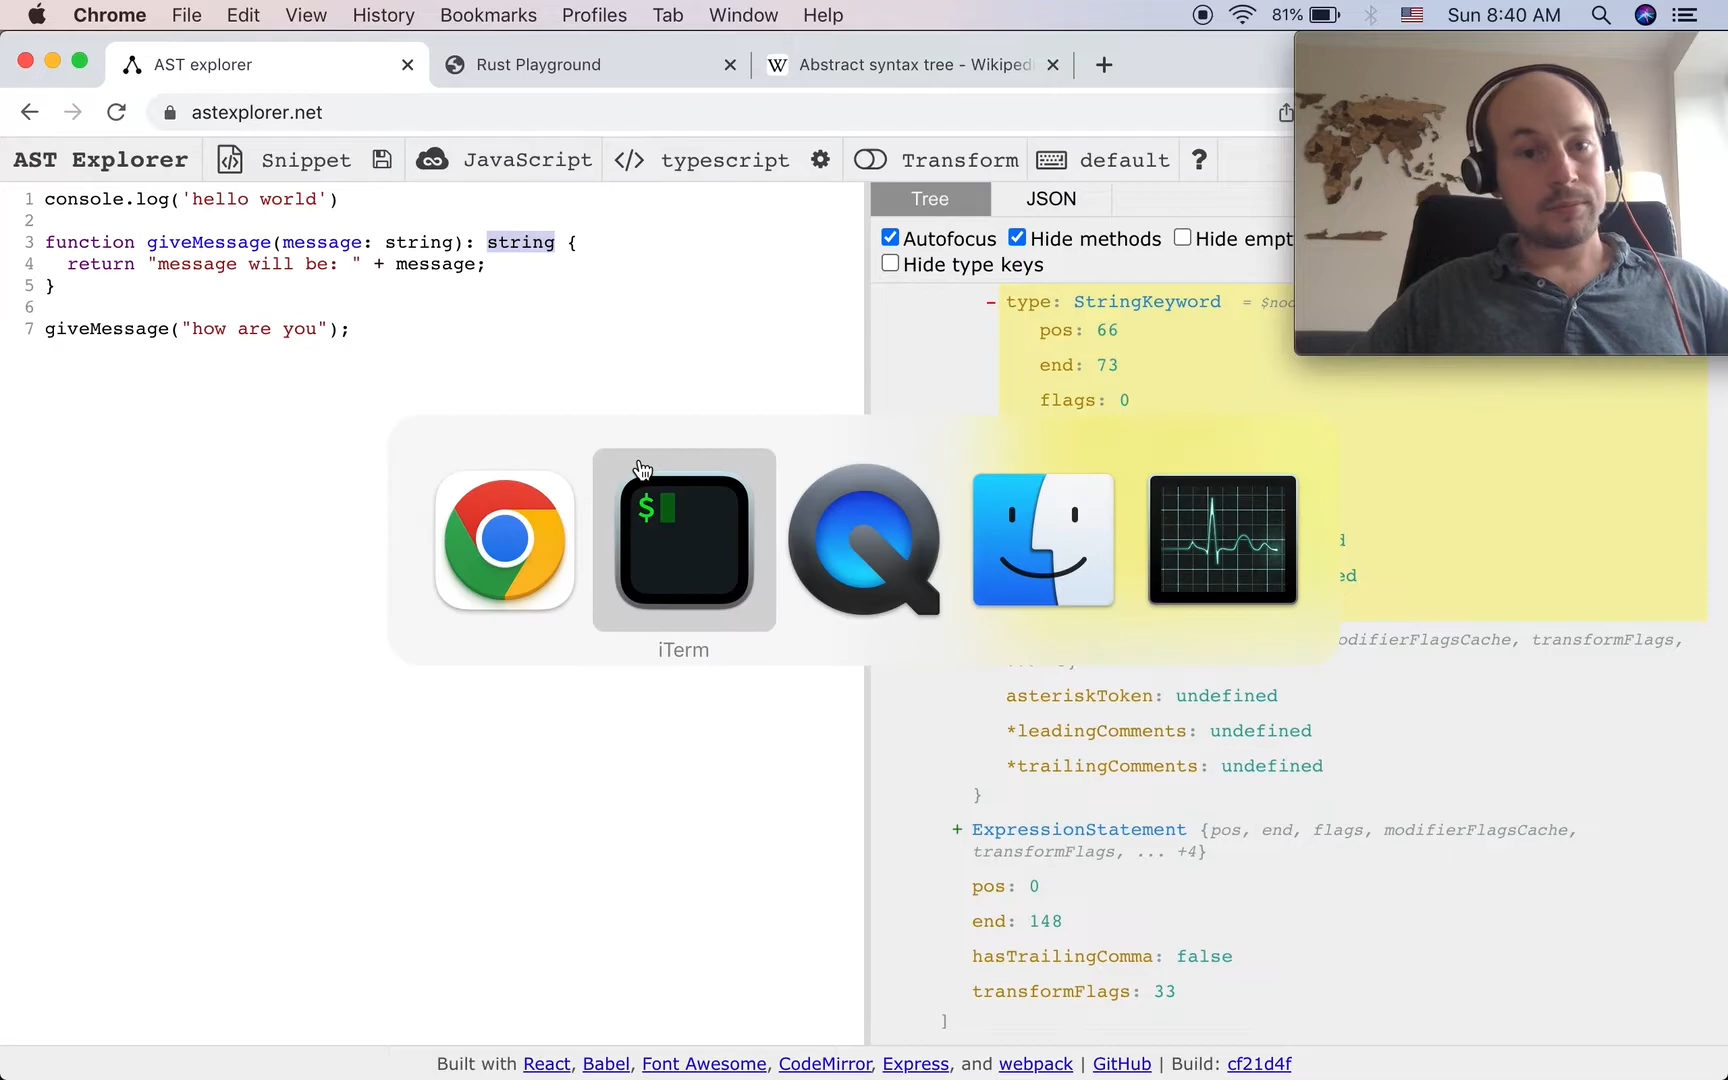 Chrome File Edit View History Bookmarks Profiles Tab Window Help 81% Sun 8:40 AM
AST explorer Rust Playground W Abstract syntax tree - Wikiped
astexplorer.net
AST Explorer Snippet JavaScript </> typescript Transform default ?
Tree JSON
Autofocus Hide methods Hide empt
Hide type keys
1 console.log('hello world')
2
3 function giveMessage(message: string): string {
4 return "message will be: " + message;
5 }
6
7 giveMessage("how are you");
- type: StringKeyword = $no
pos: 66
end: 73
flags: 0
$
iTerm
d
ed
odifierFlagsCache, transformFlags,
asteriskToken: undefined
*leadingComments: undefined
*trailingComments: undefined
}
+ ExpressionStatement {pos, end, flags, modifierFlagsCache,
transformFlags, ... +4}
pos: 0
end: 148
hasTrailingComma: false
transformFlags: 33
]
Built with React, Babel, Font Awesome, CodeMirror, Express, and webpack | GitHub | Build: cf21d4f